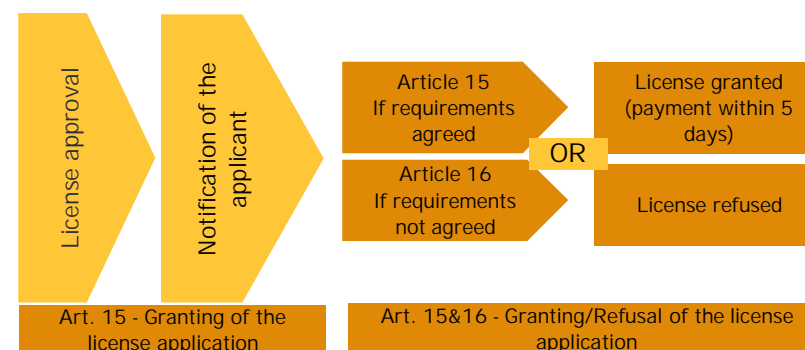 License approval
Notification of the
applicant
Article 15
If requirements
agreed
Article 16
If requirements
not agreed
OR
License granted
(payment within 5
days)
License refused
Art. 15 - Granting of the
license application
Art. 15&16 - Granting/Refusal of the license
application